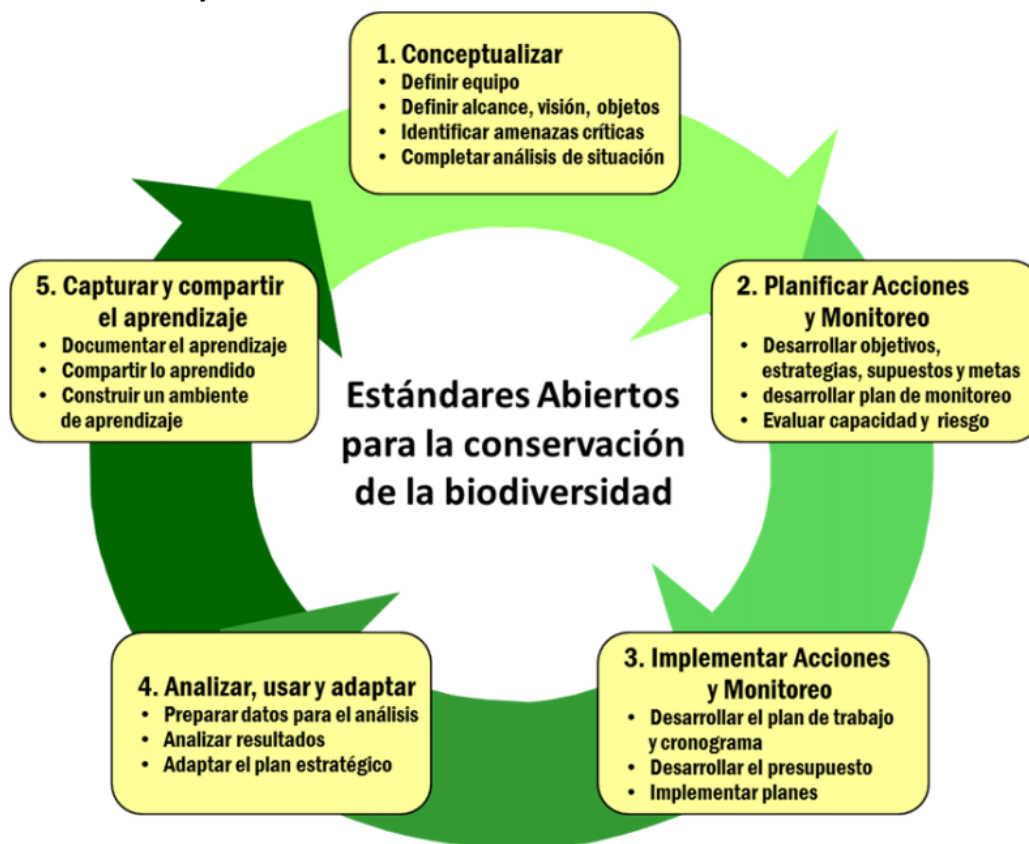 1. Conceptualizar
• Definir equipo
• Definir alcance, visión, objetos
• Identificar amenazas críticas
• Completar análisis de situación
2. Planificar Acciones
y Monitoreo
• Desarrollar objetivos,
estrategias, supuestos y metas
• desarrollar plan de monitoreo
• Evaluar capacidad y riesgo
3. Implementar Acciones
y Monitoreo
• Desarrollar el plan de trabajo
y cronograma
• Desarrollar el presupuesto
• Implementar planes
4. Analizar, usar y adaptar
• Preparar datos para el análisis
• Analizar resultados
• Adaptar el plan estratégico
5. Capturar y compartir
el aprendizaje
• Documentar el aprendizaje
• Compartir lo aprendido
• Construir un ambiente
de aprendizaje
Estándares Abiertos
para la conservación
de la biodiversidad